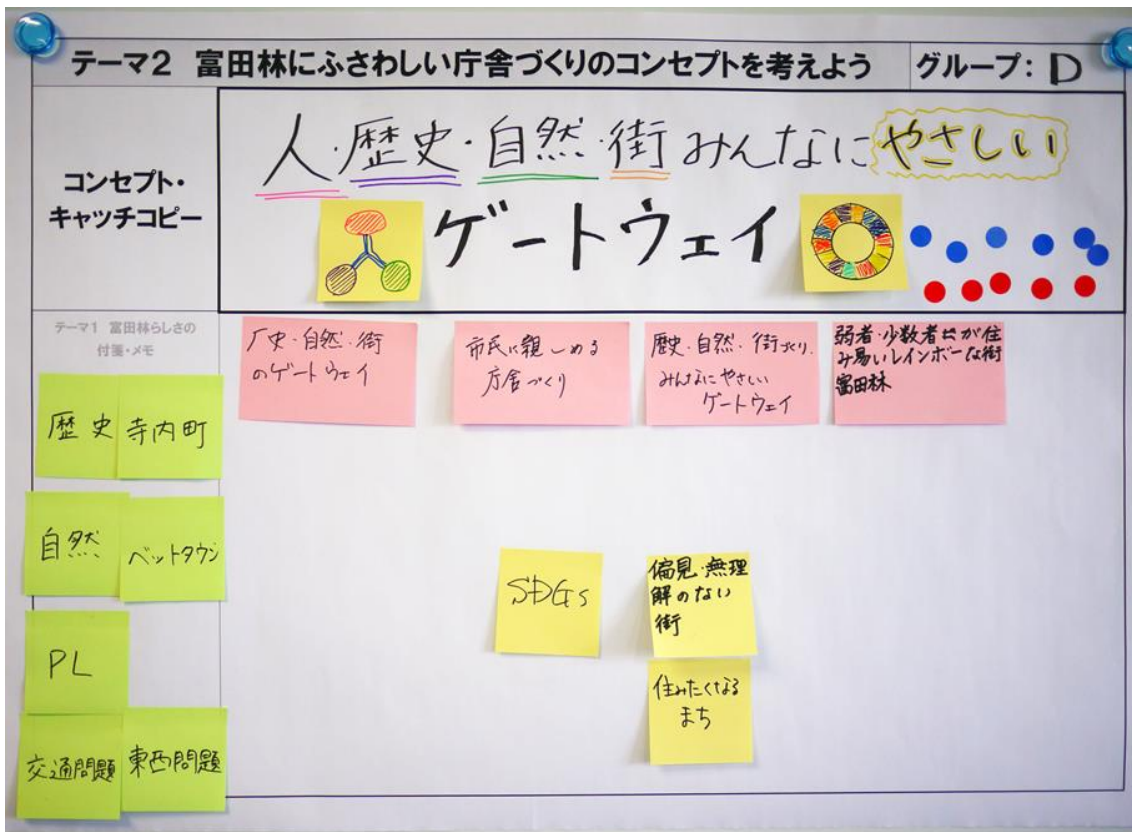 テーマ2 富田林にふさわしい庁舎づくりのコンセプトを考えよう
グループ: D
コンセプト・
キャッチコピー
人・歴史・自然・街みんなにやさしい
ゲートウェイ
テーマ1 富田林らしさの
付箋・メモ
歴史
寺内町
自然
ベットタウン
PL
交通問題
東西問題
厂史・自然・街
のゲートウェイ
市民に親しめる
庁舎づくり
歴史・自然・街づくり.
みんなにやさしい
ゲートウェイ
弱者・少数者
が住
み易いレインボーな街
富田林
SDGs
偏見・無理
解のない
街
住みたくなる
まち